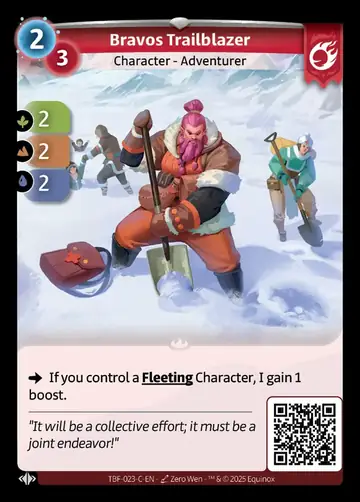 2
Bravos Trailblazer
3
Character - Adventurer
2
2
2
If you control a Fleeting Character, I gain 1
boost.
"It will be a collective effort; it must be a
joint endeavor!"
TBF-023-C-EN - Zero Wen - ™ & © 2025 Equinox